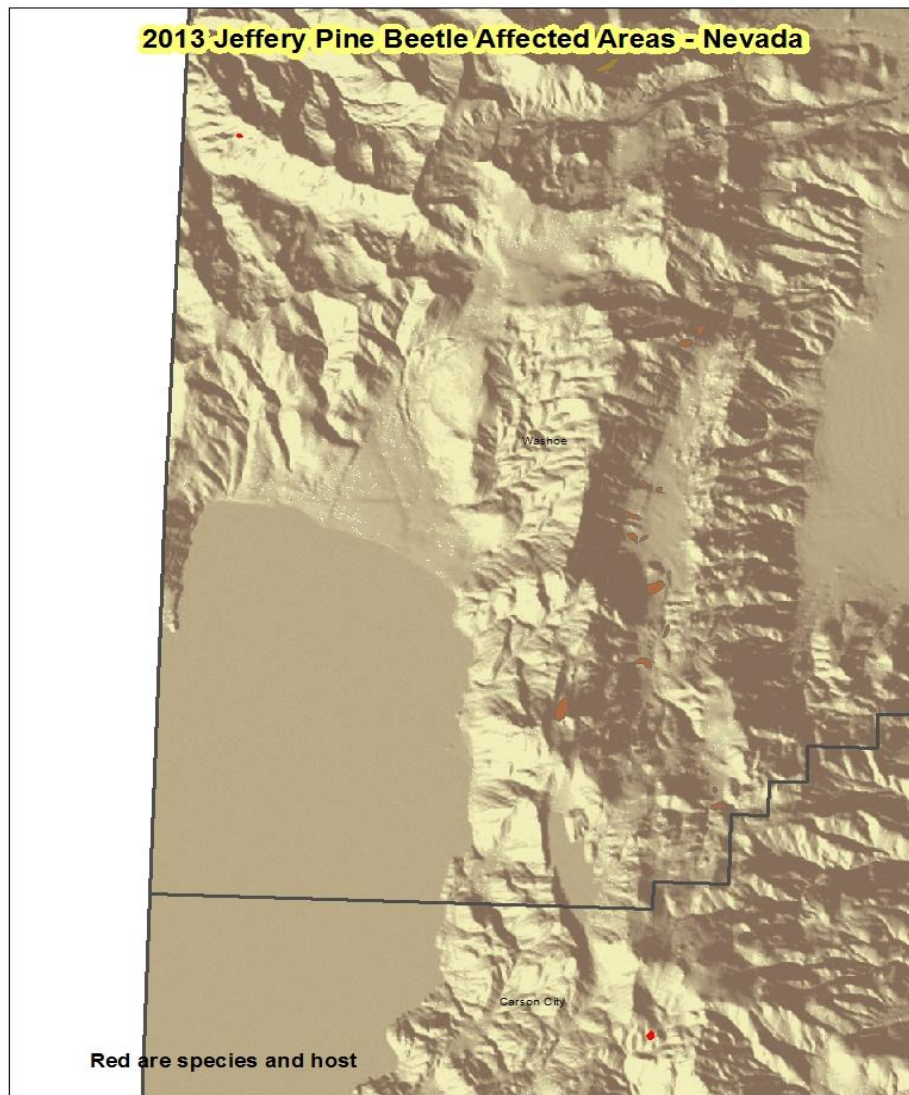 2013 Jeffery Pine Beetle Affected Areas - Nevada
Washoe
Carson City
Red are species and host